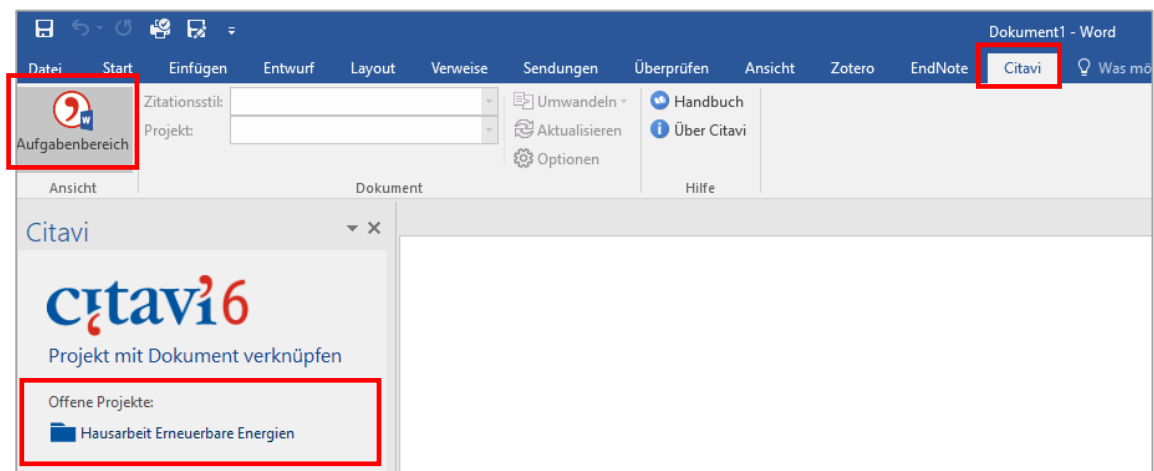 Dokument1 - Word
Datei Start Einfügen Entwurf Layout Verweise Sendungen Überprüfen Ansicht Zotero EndNote Citavi Was mö
Zitationsstil: Umwandeln Handbuch
Projekt: Aktualisieren Über Citavi
Aufgabenbereich Optionen
Ansicht Dokument Hilfe
Citavi
citavi 6
Projekt mit Dokument verknüpfen
Offene Projekte:
Hausarbeit Erneuerbare Energien